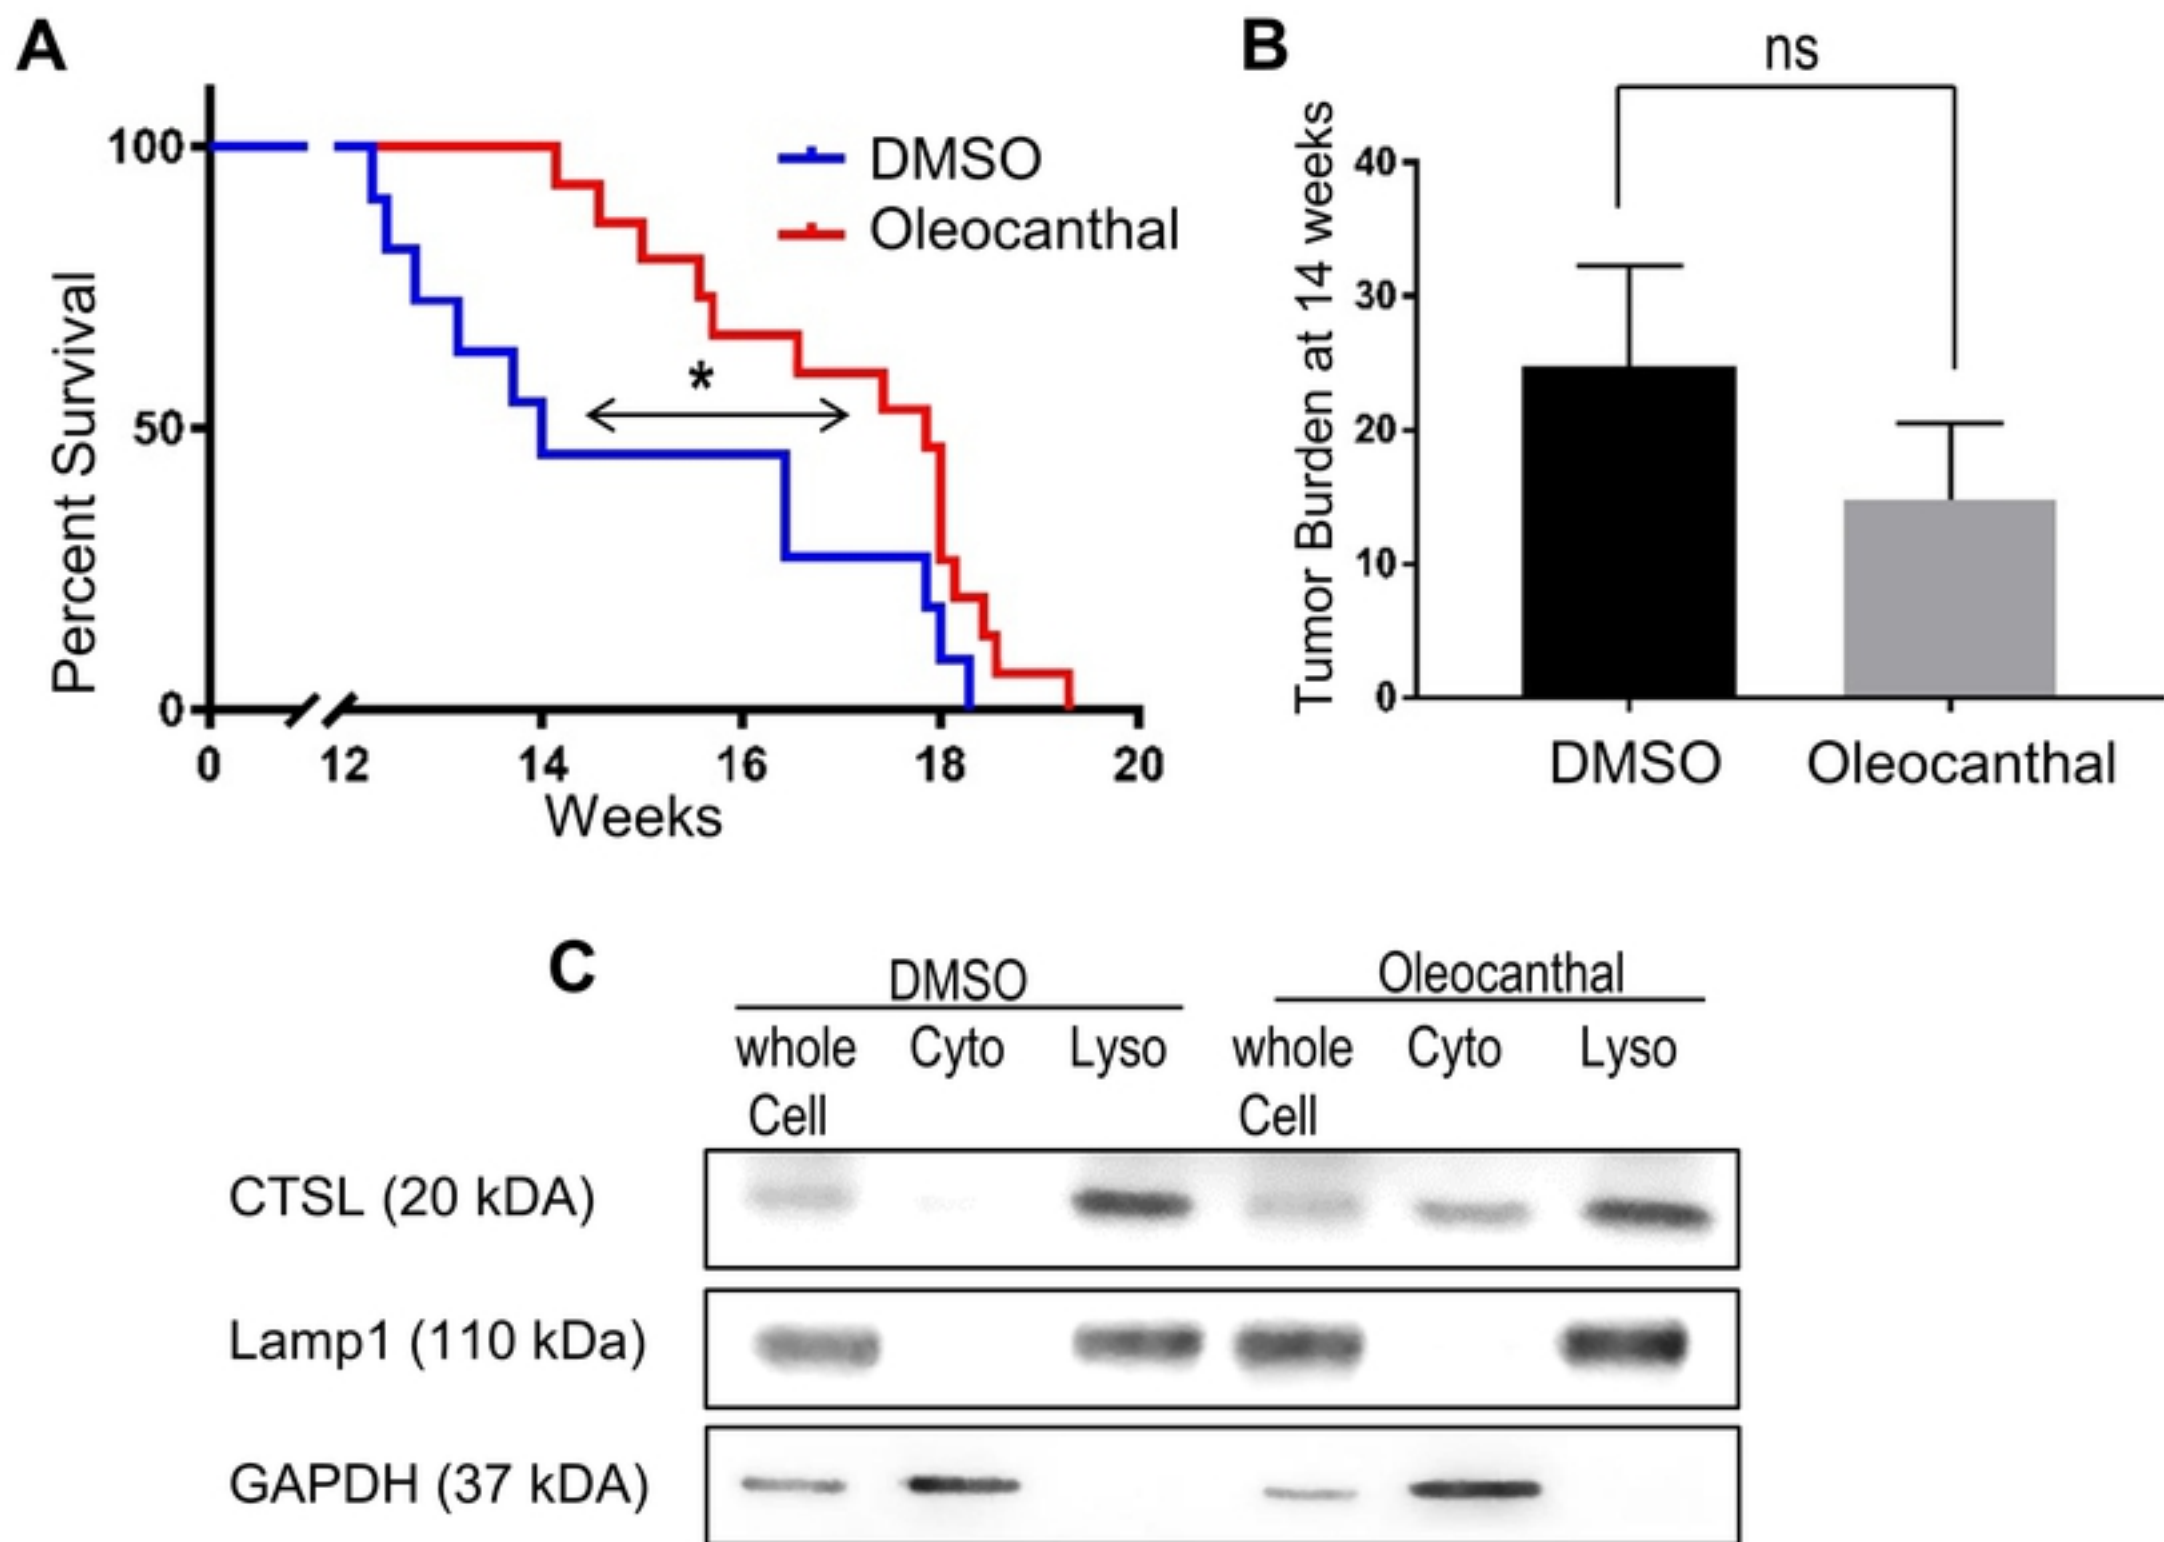 A
100
50
0
Percent Survival
DMSO
Oleocanthal
*
0 12 14 16 18 20
Weeks
B
ns
Tumor Burden at 14 weeks
40
30
20
10
0
DMSO Oleocanthal
C
DMSO Oleocanthal
whole Cyto Lyso whole Cyto Lyso
Cell Cell
CTSL (20 kDA)
Lamp1 (110 kDa)
GAPDH (37 kDA)